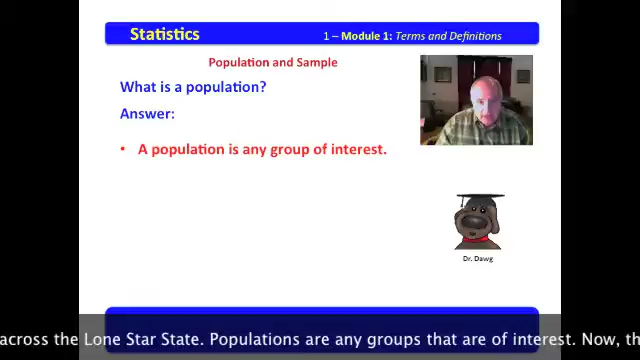 Statistics
1 – Module 1: Terms and Definitions
Population and Sample
What is a population?
Answer:
• A population is any group of interest.
Dr. Dawg
across the Lone Star State. Populations are any groups that are of interest. Now, th